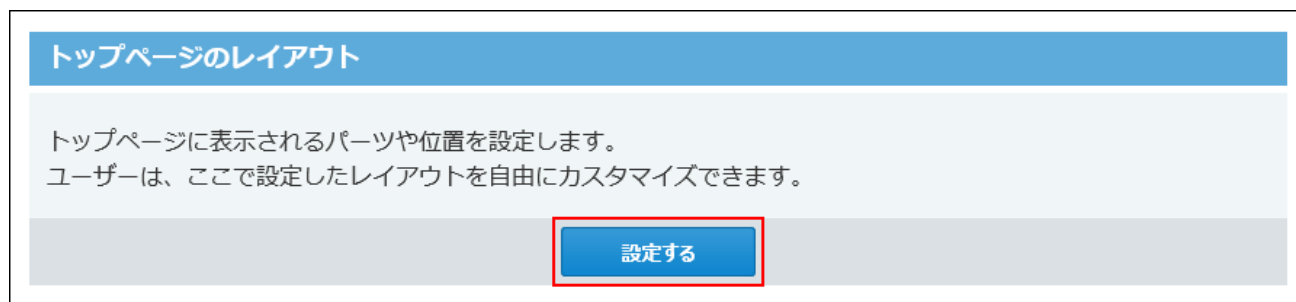 トップページのレイアウト
トップページに表示されるパーツや位置を設定します。
ユーザーは、ここで設定したレイアウトを自由にカスタマイズできます。
設定する